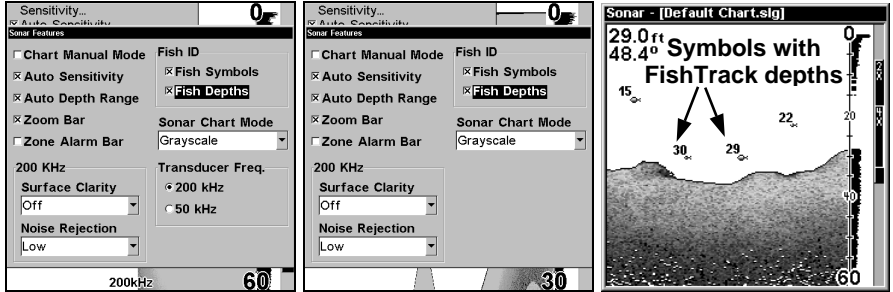 Sensitivity...
Auto Sensitivity
0
Sonar Features
Chart Manual Mode
Auto Sensitivity
Auto Depth Range
Zoom Bar
Zone Alarm Bar
Fish ID
Fish Symbols
Fish Depths
Sonar Chart Mode
Grayscale
200 KHz
Surface Clarity
Off
Noise Rejection
Low
Transducer Freq.
200 kHz
50 kHz
200kHz
60
Sensitivity...
Auto Sensitivity
0
Sonar Features
Chart Manual Mode
Auto Sensitivity
Auto Depth Range
Zoom Bar
Zone Alarm Bar
Fish ID
Fish Symbols
Fish Depths
Sonar Chart Mode
Grayscale
200 KHz
Surface Clarity
Off
Noise Rejection
Low
30
Sonar - [Default Chart.slg]
29.0 ft
48.4º
Symbols with
FishTrack depths
0
15
22
20
30
29
40
60